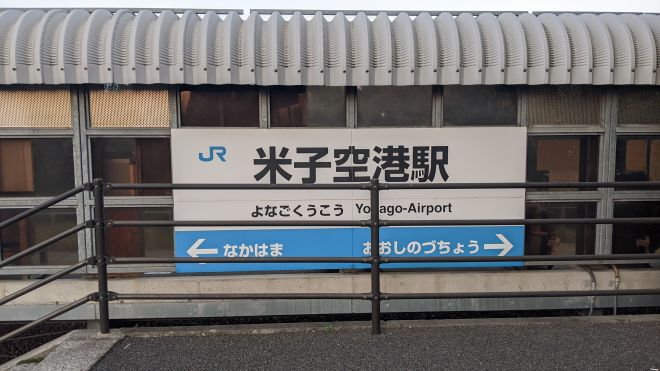 JR 米子空港駅
よなごくうこう Yonago-Airport
← なかはま おおしのづちょう →